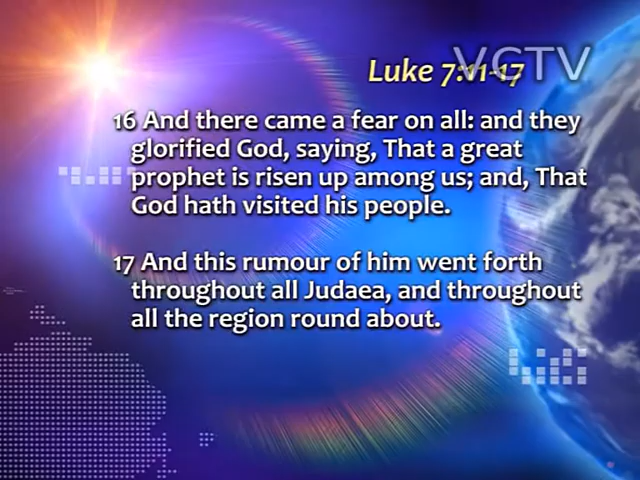 VCTV
Luke 7:11-17
16 And there came a fear on all: and they
glorified God, saying, That a great
prophet is risen up among us; and, That
God hath visited his people.
17 And this rumour of him went forth
throughout all Judaea, and throughout
all the region round about.